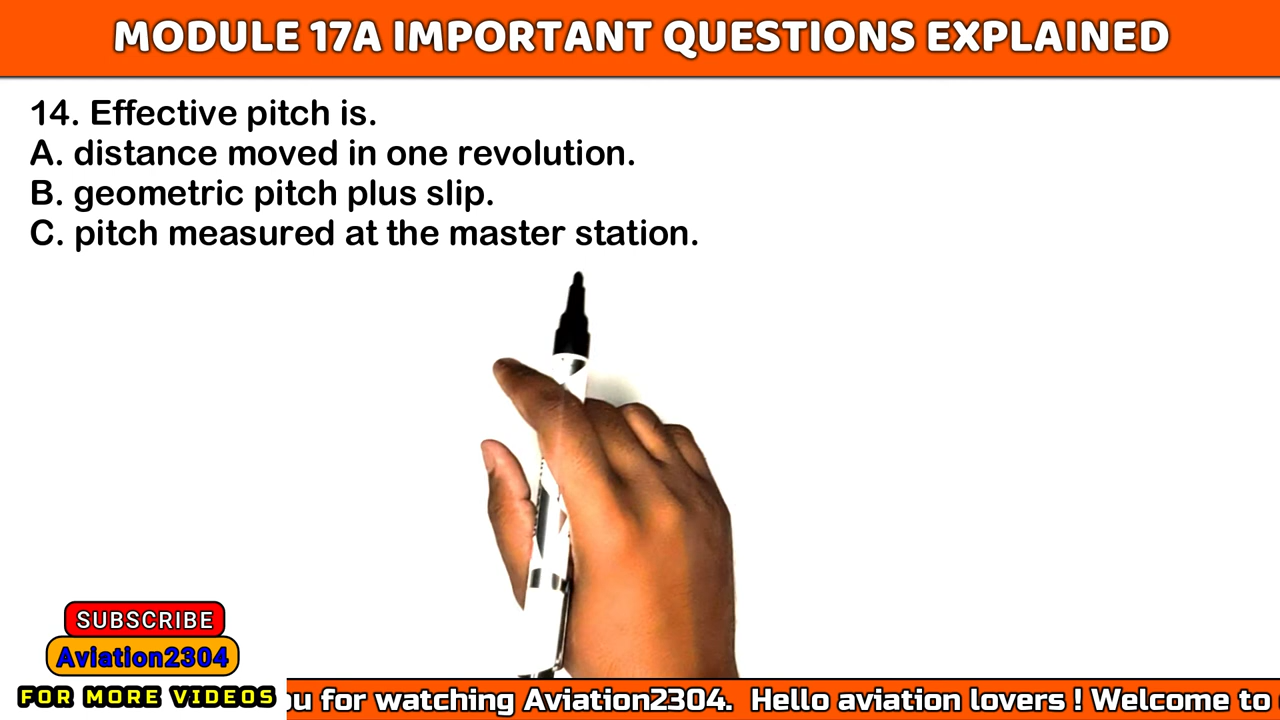 MODULE 17A IMPORTANT QUESTIONS EXPLAINED
14. Effective pitch is.
A. distance moved in one revolution.
B. geometric pitch plus slip.
C. pitch measured at the master station.
SUBSCRIBE
Aviation2304
FOR MORE VIDEOS
for watching Aviation2304. Hello aviation lovers ! Welcome to